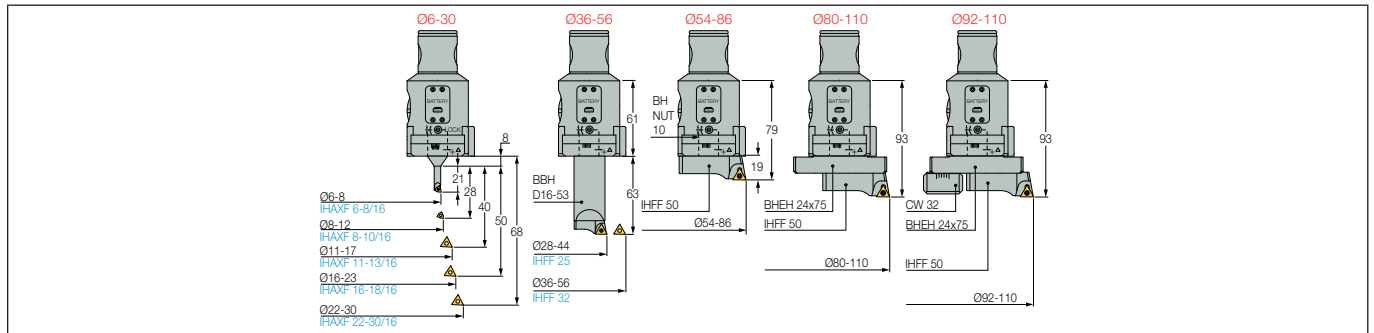 Ø6-30
BATTERY
LOCK
8
21
28
40
50
68
Ø6-8
IHAXF 6-8/16
Ø8-12
IHAXF 8-10/16
Ø11-17
IHAXF 11-13/16
Ø16-23
IHAXF 16-18/16
Ø22-30
IHAXF 22-30/16
Ø36-56
BATTERY
61
63
BBH
D16-53
Ø28-44
IHFF 25
Ø36-56
IHFF 32
Ø54-86
BATTERY
BH
NUT
10
79
19
IHFF 50
Ø54-86
Ø80-110
BATTERY
93
BHEH 24x75
IHFF 50
Ø80-110
Ø92-110
BATTERY
93
CW 32
BHEH 24x75
IHFF 50
Ø92-110